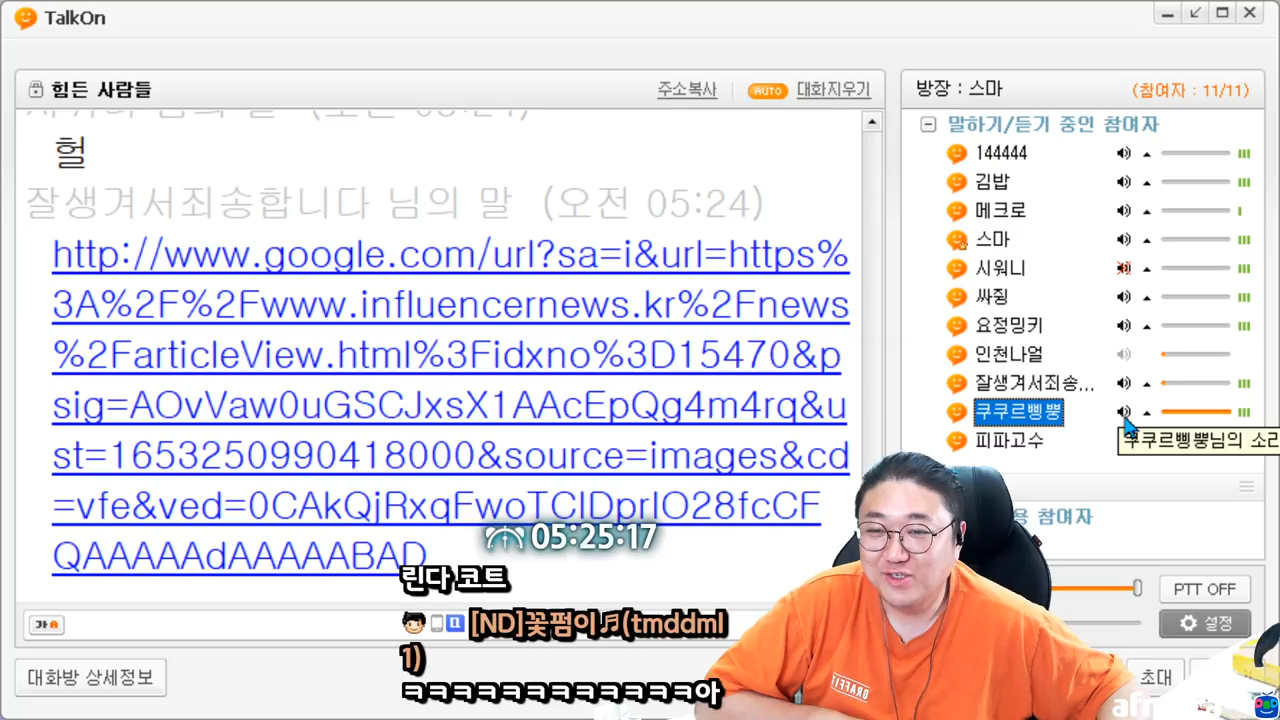 TalkOn
힘든 사람들
주소복사
AUTO
대화지우기
헐
잘생겨서죄송합니다 님의 말 (오전 05:24)
http://www.google.com/url?sa=i&url=https%
3A%2F%2Fwww.influencernews.kr%2Fnews
%2FarticleView.html%3Fidxno%3D15470&p
sig=AOvVaw0uGSCJxsX1AAcEpQg4m4rq&u
st=1653250990418000&source=images&cd
=vfe&ved=0CAkQjRxqFwoTCIDprIO28fcCF
QAAAAAdAAAAABAD
05:25:17
린다 코트
[ND]꽃펌이♬(tmddml
1)
ㅋㅋㅋㅋㅋㅋㅋㅋㅋㅋㅋㅋ아
가A
대화방 상세정보
방장 : 스마
(참여자 : 11/11)
말하기/듣기 중인 참여자
144444
김밥
메크로
스마
시워니
싸죙
요정밍키
인천나얼
잘생겨서죄송...
쿠쿠르삥뽕
피파고수
쿠쿠르삥뽕님의 소리
참여자
PTT OFF
설정
초대
GRAFFIT